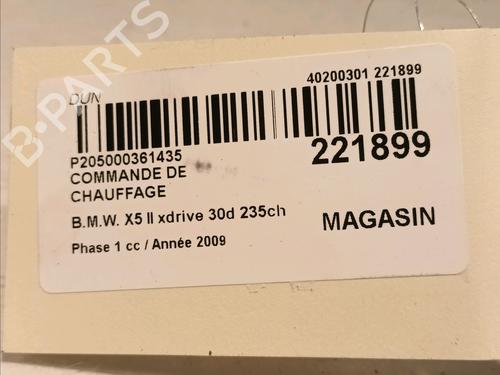 DUN
40200301 221899
P205000361435
221899
COMMANDE DE
CHAUFFAGE
B.M.W. X5 II xdrive 30d 235ch
MAGASIN
Phase 1 cc / Année 2009
B-PARTS